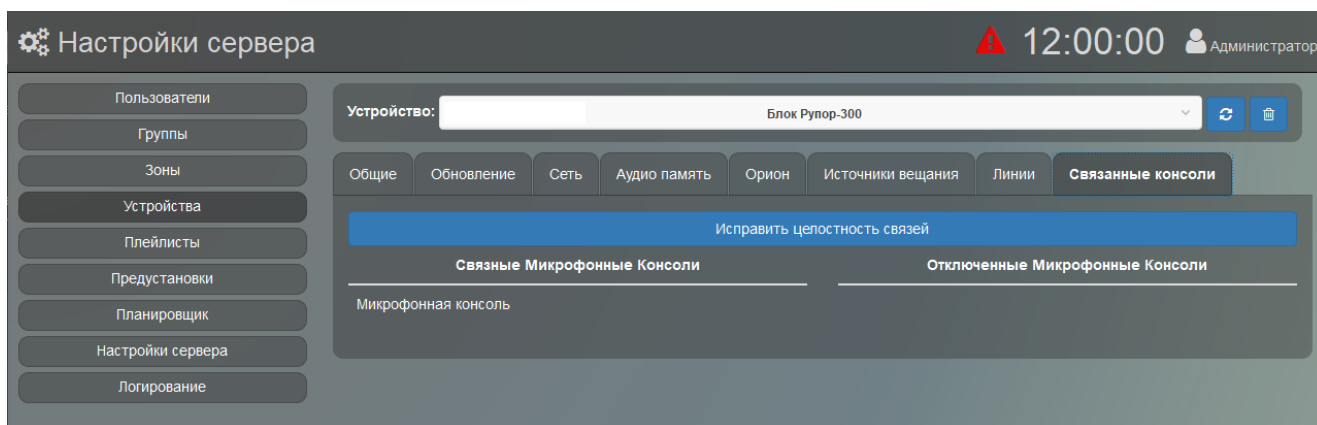 Настройки сервера
12:00:00
Администратор
Пользователи
Группы
Зоны
Устройства
Плейлисты
Предустановки
Планировщик
Настройки сервера
Логирование
Устройство:
Блок Рупор-300
Общие
Обновление
Сеть
Аудио память
Орион
Источники вещания
Линии
Связанные консоли
Исправить целостность связей
Связные Микрофонные Консоли
Отключенные Микрофонные Консоли
Микрофонная консоль